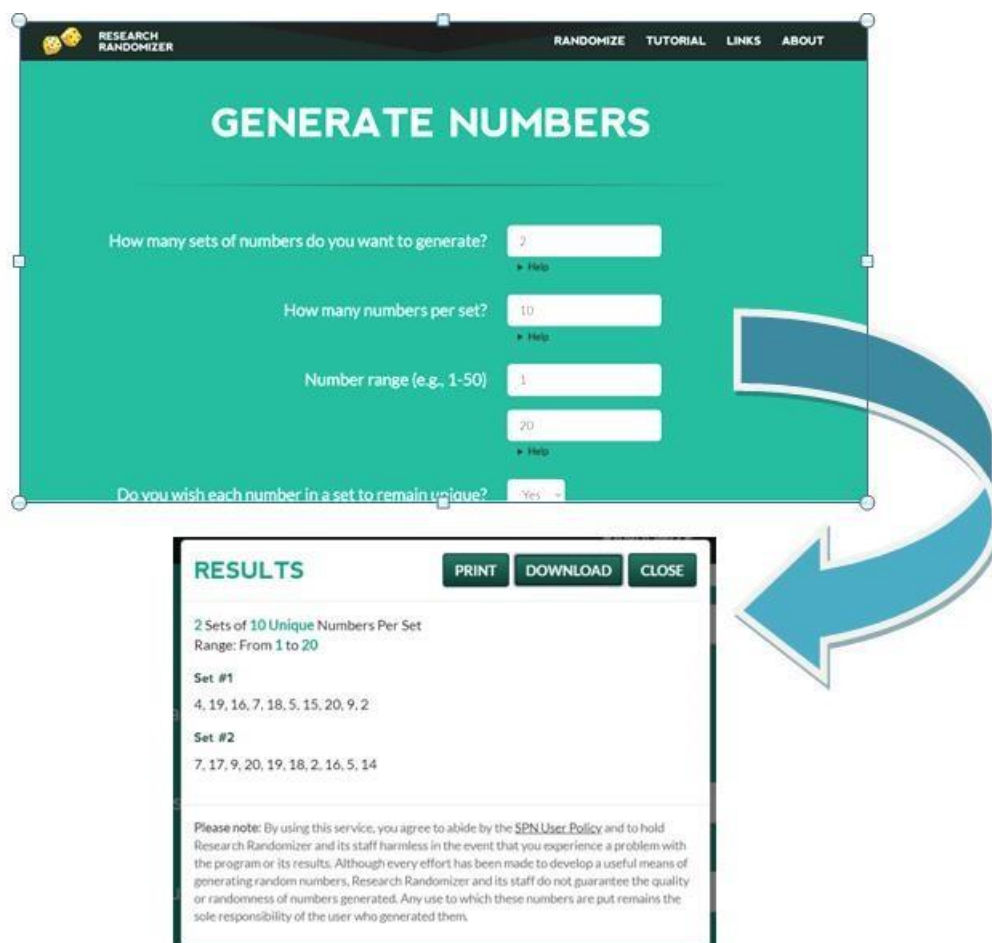 RESEARCH
RANDOMIZER
RANDOMIZE TUTORIAL LINKS ABOUT
GENERATE NUMBERS
How many sets of numbers do you want to generate? 2
► Help
How many numbers per set? 10
► Help
Number range (e.g., 1-50) 1
20
► Help
Do you wish each number in a set to remain unique? Yes
RESULTS PRINT DOWNLOAD CLOSE
2 Sets of 10 Unique Numbers Per Set
Range: From 1 to 20
Set #1
4, 19, 16, 7, 18, 5, 15, 20, 9, 2
Set #2
7, 17, 9, 20, 19, 18, 2, 16, 5, 14
Please note: By using this service, you agree to abide by the SPN User Policy and to hold
Research Randomizer and its staff harmless in the event that you experience a problem with
the program or its results. Although every effort has been made to develop a useful means of
generating random numbers, Research Randomizer and its staff do not guarantee the quality
or randomness of numbers generated. Any use to which these numbers are put remains the
sole responsibility of the user who generated them.